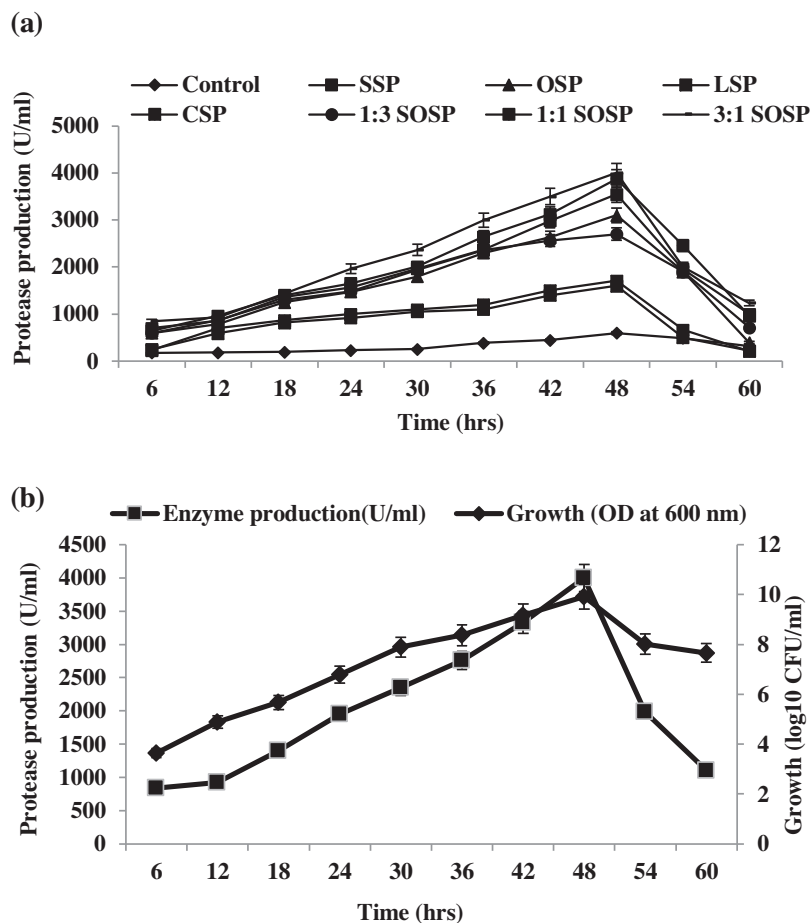 (a)
Control SSP OSP LSP
CSP 1:3 SOSP 1:1 SOSP 3:1 SOSP
Protease production (U/ml)
5000
4000
3000
2000
1000
0
6 12 18 24 30 36 42 48 54 60
Time (hrs)
(b)
Enzyme production(U/ml) Growth (OD at 600 nm)
Protease production (U/ml)
4500
4000
3500
3000
2500
2000
1500
1000
500
0
12
10
8
6
4
2
0
Growth (log10 CFU/ml)
6 12 18 24 30 36 42 48 54 60
Time (hrs)